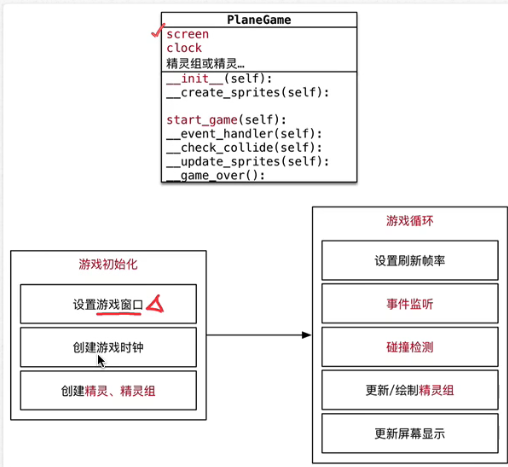 PlaneGame
screen
clock
精灵组或精灵…
__init__(self):
__create_sprites(self):
start_game(self):
__event_handler(self):
__check_collide(self):
__update_sprites(self):
__game_over():
游戏初始化
设置游戏窗口
创建游戏时钟
创建精灵、精灵组
游戏循环
设置刷新帧率
事件监听
碰撞检测
更新/绘制精灵组
更新屏幕显示